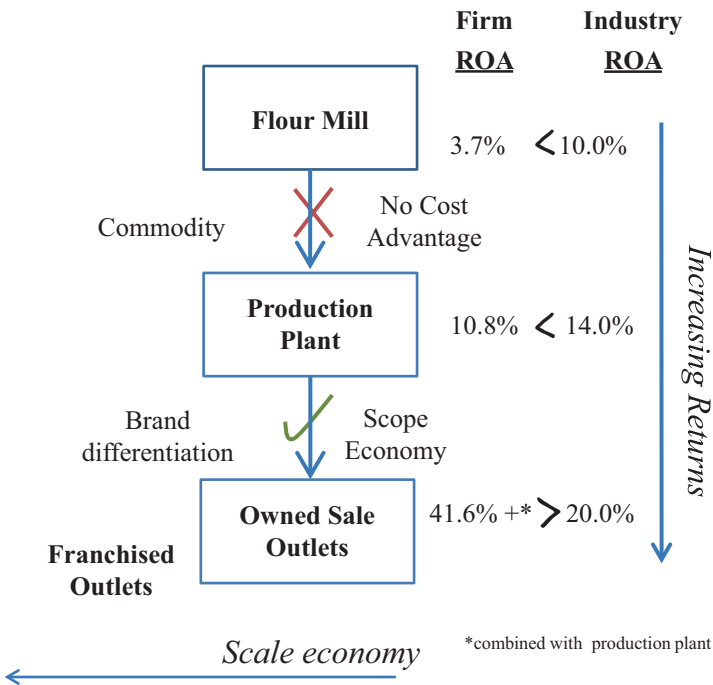 Firm Industry
ROA ROA
Flour Mill
3.7% < 10.0%
Commodity
No Cost
Advantage
Production
Plant
10.8% < 14.0%
Brand
differentiation
Scope
Economy
Owned Sale
Outlets
41.6% +* > 20.0%
Franchised
Outlets
Increasing Returns
Scale economy
*combined with production plant